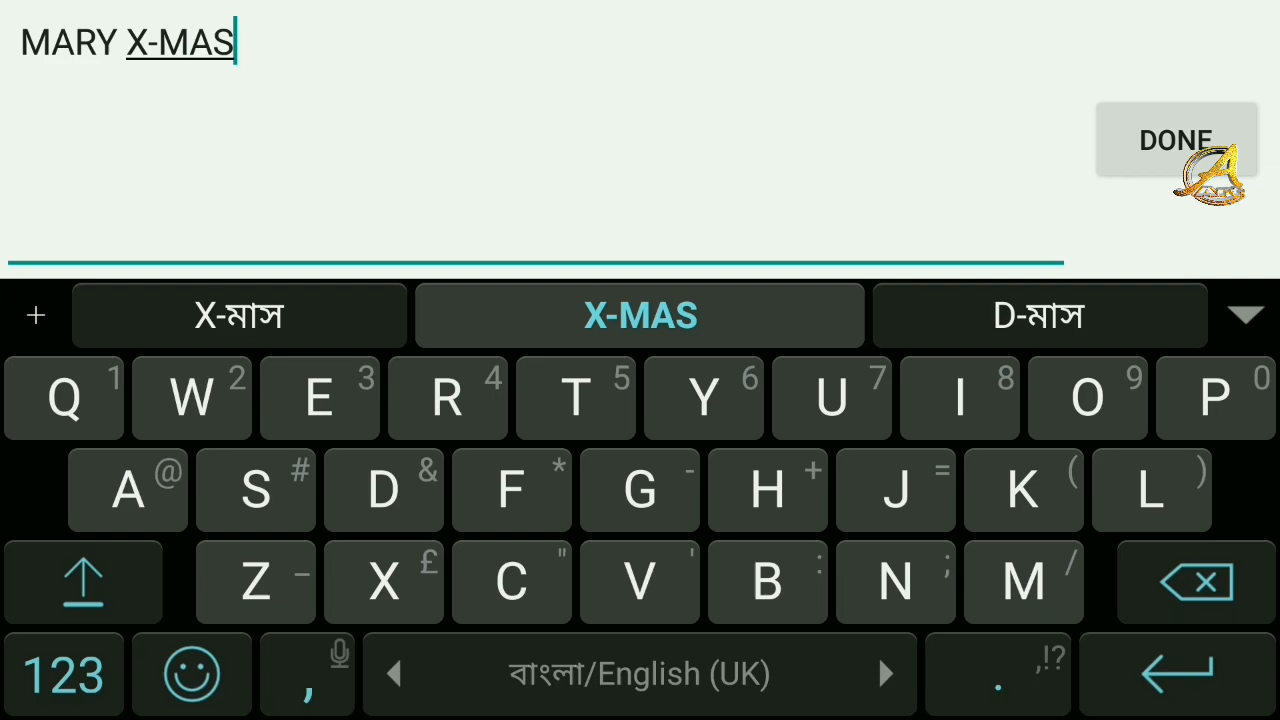 MARY X-MAS
DONE
+ X-মাস X-MAS D-মাস
Q 1 W 2 E 3 R 4 T 5 Y 6 U 7 I 8 O 9 P 0
A @ S # D & F * G - H + J = K ( L )
Z _ X £ C " V ' B : N ; M /
123 , বাংলা/English (UK) . ,!?